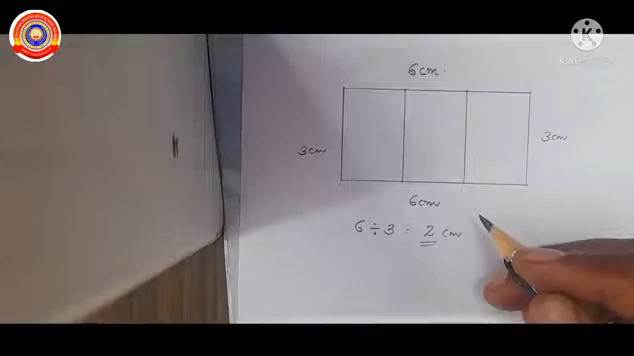 6cm.
3cm
3cm
6cm
6 ÷ 3 = 2 cm
K